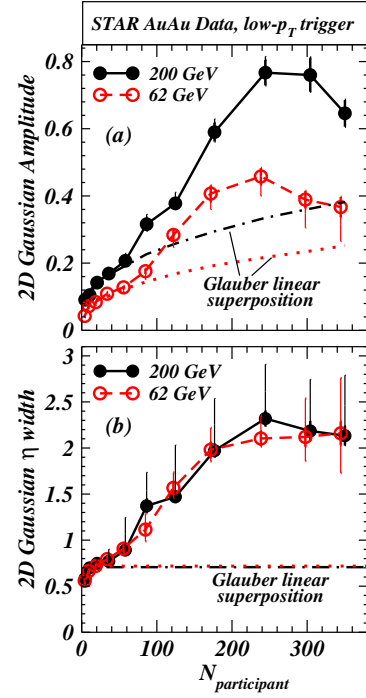 STAR AuAu Data, low-p_T trigger
2D Gaussian Amplitude
0.8
0.6
0.4
0.2
0
200 GeV
62 GeV
(a)
Glauber linear
superposition
2D Gaussian η width
3
2.5
2
1.5
1
0.5
0
200 GeV
62 GeV
(b)
Glauber linear
superposition
0
100
200
300
N_participant